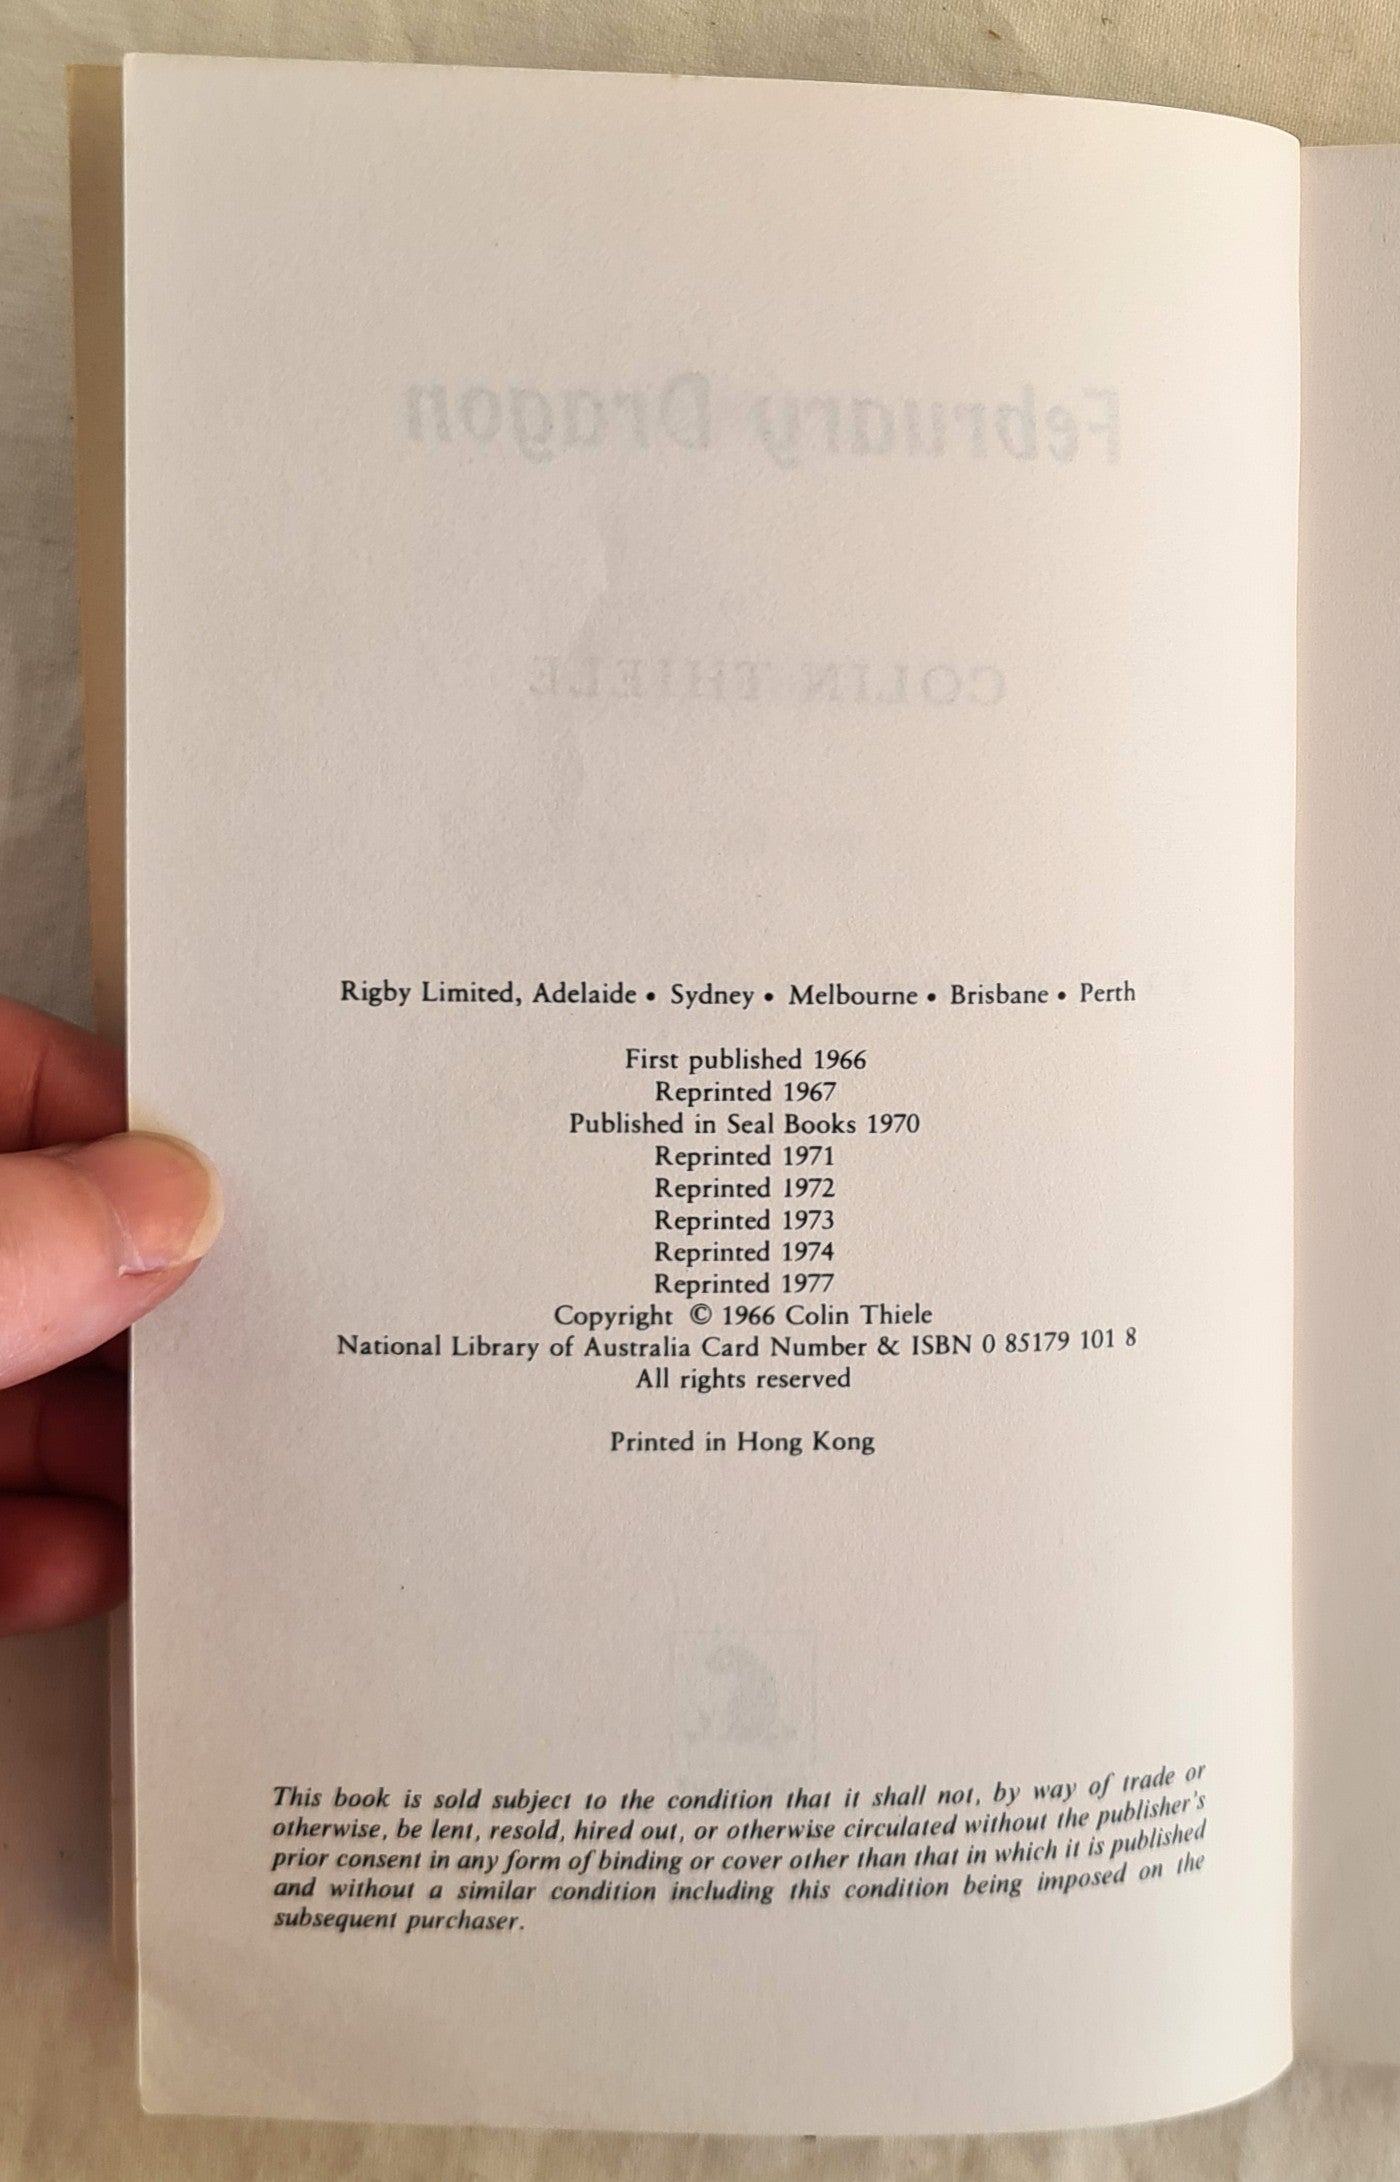 February Dragon
COLIN THIELE
Rigby Limited, Adelaide • Sydney • Melbourne • Brisbane • Perth
First published 1966
Reprinted 1967
Published in Seal Books 1970
Reprinted 1971
Reprinted 1972
Reprinted 1973
Reprinted 1974
Reprinted 1977
Copyright © 1966 Colin Thiele
National Library of Australia Card Number & ISBN 0 85179 101 8
All rights reserved
Printed in Hong Kong
This book is sold subject to the condition that it shall not, by way of trade or
otherwise, be lent, resold, hired out, or otherwise circulated without the publisher's
prior consent in any form of binding or cover other than that in which it is published
and without a similar condition including this condition being imposed on the
subsequent purchaser.